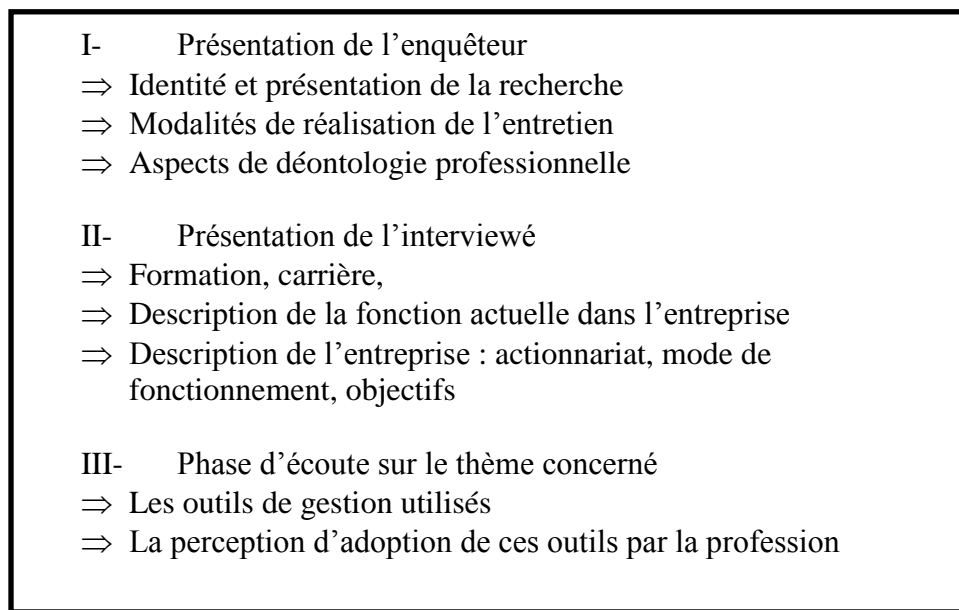 I- Présentation de l’enquêteur
⇒ Identité et présentation de la recherche
⇒ Modalités de réalisation de l’entretien
⇒ Aspects de déontologie professionnelle
II- Présentation de l’interviewé
⇒ Formation, carrière,
⇒ Description de la fonction actuelle dans l’entreprise
⇒ Description de l’entreprise : actionnariat, mode de
fonctionnement, objectifs
III- Phase d’écoute sur le thème concerné
⇒ Les outils de gestion utilisés
⇒ La perception d’adoption de ces outils par la profession